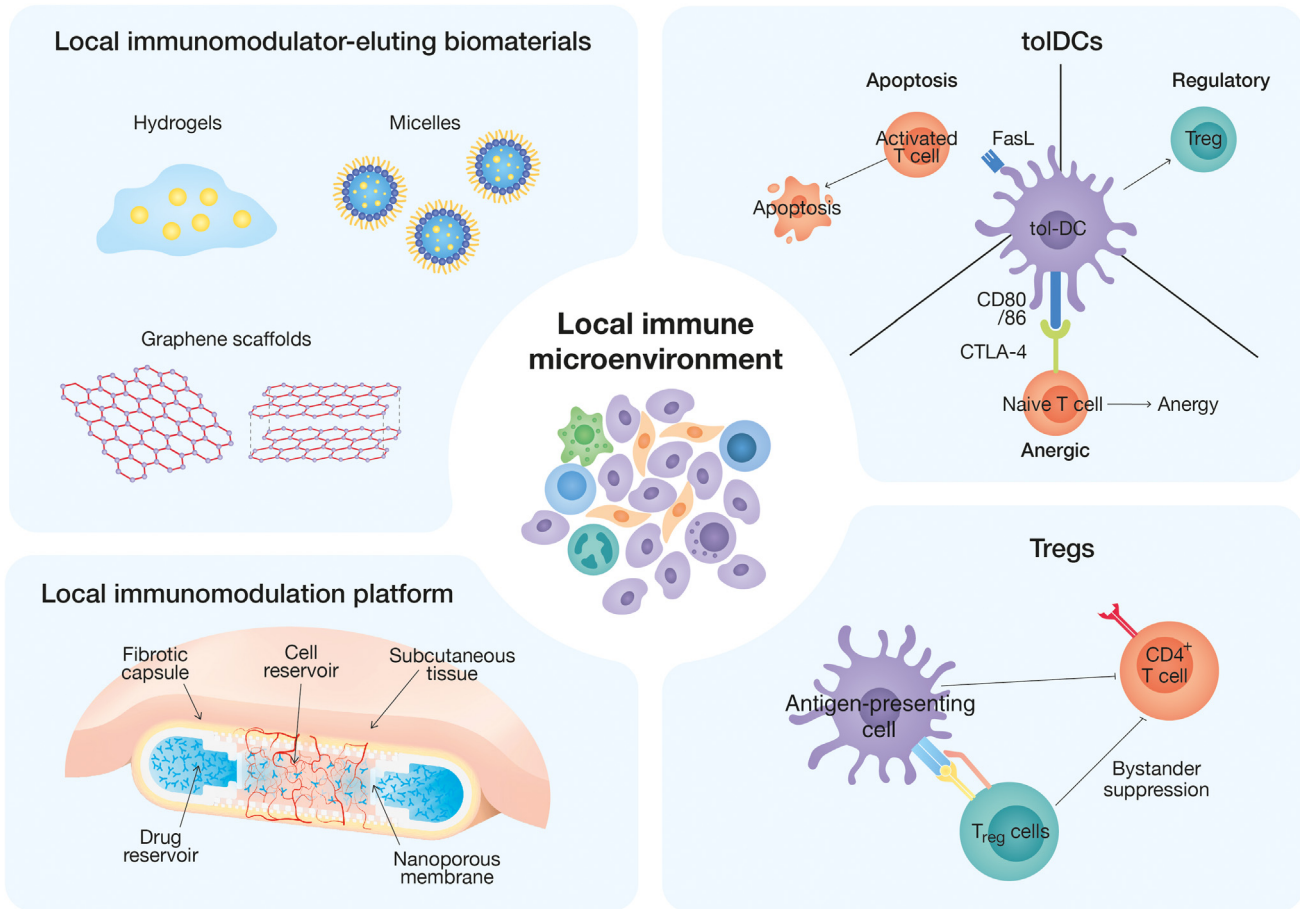 Local immunomodulator-eluting biomaterials
Hydrogels
Micelles
Graphene scaffolds
tolDCs
Apoptosis
Regulatory
Activated
T cell
FasL
Treg
Apoptosis
tol-DC
CD80
/86
CTLA-4
Naive T cell
Anergy
Anergic
Local immune
microenvironment
Local immunomodulation platform
Fibrotic
capsule
Cell
reservoir
Subcutaneous
tissue
Drug
reservoir
Nanoporous
membrane
Tregs
CD4+
T cell
Antigen-presenting
cell
Bystander
suppression
Treg cells